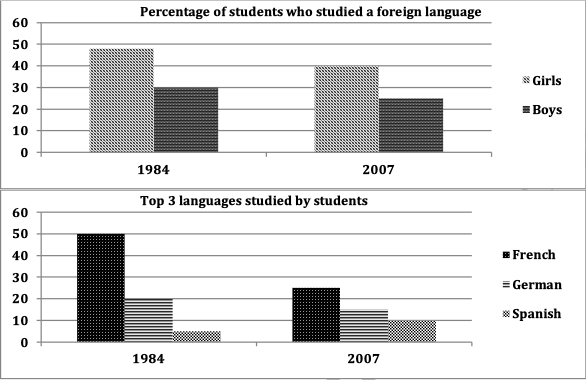 Percentage of students who studied a foreign language
60
50
40
30
20
10
0
1984 2007
Girls
Boys
Top 3 languages studied by students
60
50
40
30
20
10
0
1984 2007
French
German
Spanish